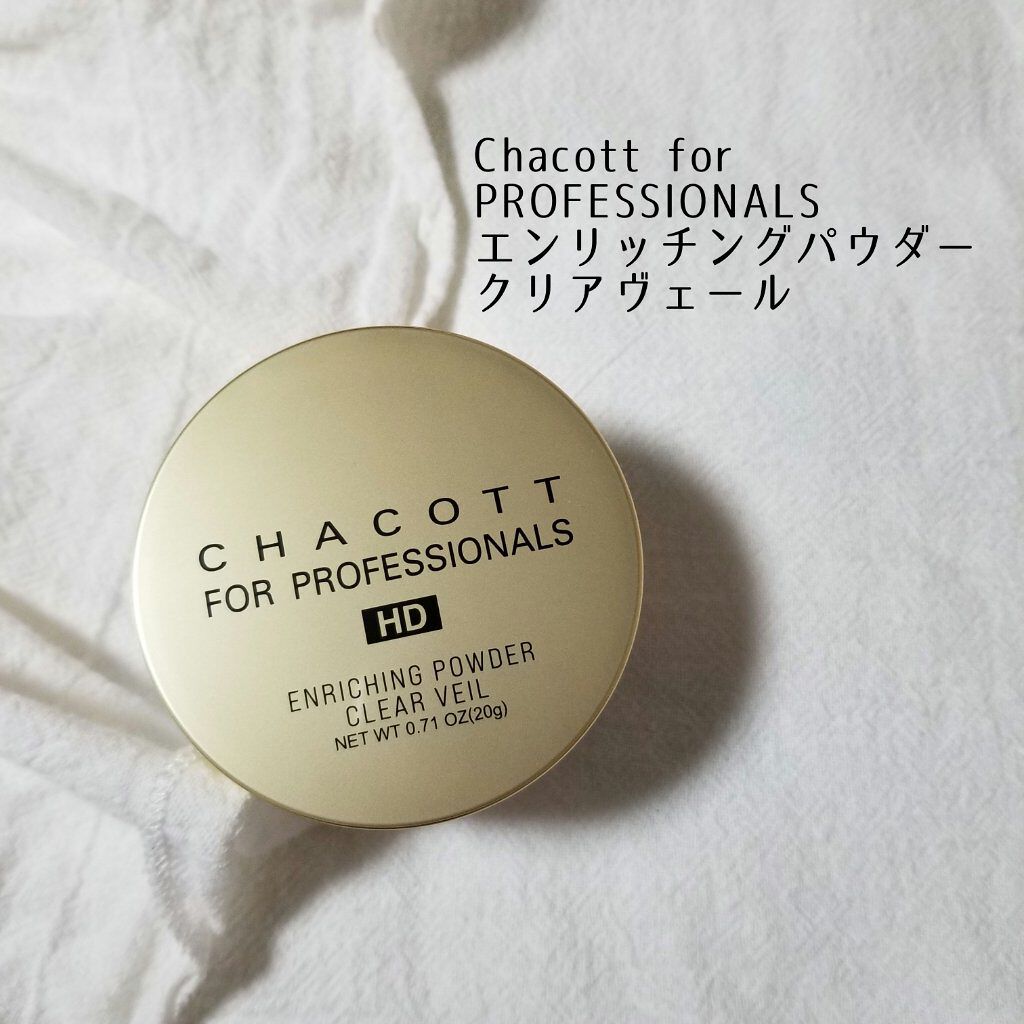 Chacott for
PROFESSIONALS
エンリッチングパウダー
クリアヴェール
CHACOTT
FOR PROFESSIONALS
HD
ENRICHING POWDER
CLEAR VEIL
NET WT 0.71 OZ(20g)